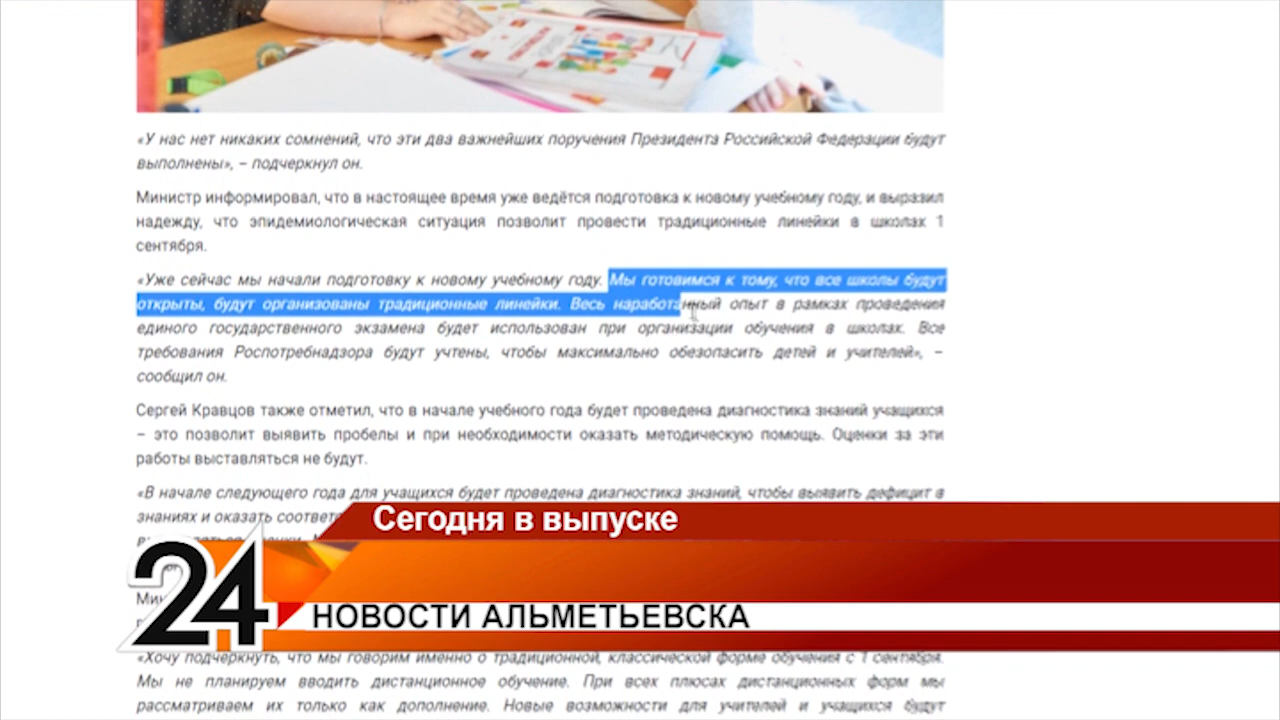 «У нас нет никаких сомнений, что эти два важнейших поручения Президента Российской Федерации будут
выполнены», – подчеркнул он.
Министр информировал, что в настоящее время уже ведётся подготовка к новому учебному году, и выразил
надежду, что эпидемиологическая ситуация позволит провести традиционные линейки в школах 1
сентября.
«Уже сейчас мы начали подготовку к новому учебному году. Мы готовимся к тому, что все школы будут
открыты, будут организованы традиционные линейки. Весь наработанный опыт в рамках проведения
единого государственного экзамена будет использован при организации обучения в школах. Все
требования Роспотребнадзора будут учтены, чтобы максимально обезопасить детей и учителей», –
сообщил он.
Сергей Кравцов также отметил, что в начале учебного года будет проведена диагностика знаний учащихся
– это позволит выявить пробелы и при необходимости оказать методическую помощь. Оценки за эти
работы выставляться не будут.
«В начале следующего года для учащихся будет проведена диагностика знаний, чтобы выявить дефицит в
знаниях и оказать
Сегодня в выпуске
24
НОВОСТИ АЛЬМЕТЬЕВСКА
«Хочу подчеркнуть, что мы говорим именно о традиционной, классической форме обучения с 1 сентября.
Мы не планируем вводить дистанционное обучение. При всех плюсах дистанционных форм мы
рассматриваем их только как дополнение. Новые возможности для учителей и учащихся будут